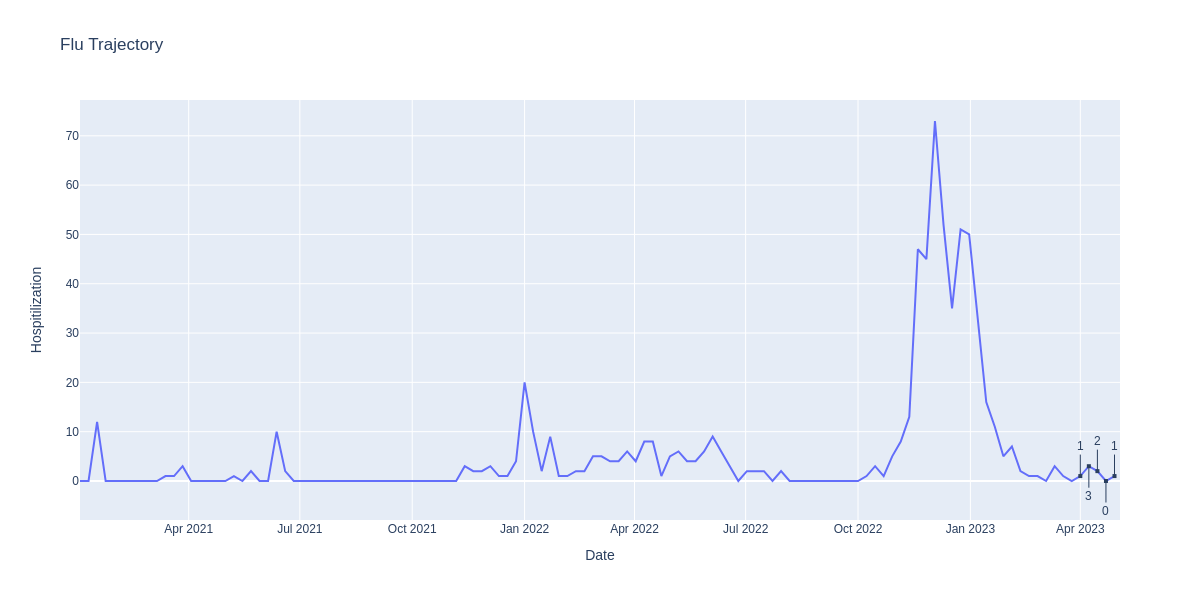 Flu Trajectory
70
60
50
40
30
20
10
0
Hospitilization
1
3
2
0
1
Apr 2021
Jul 2021
Oct 2021
Jan 2022
Apr 2022
Jul 2022
Oct 2022
Jan 2023
Apr 2023
Date